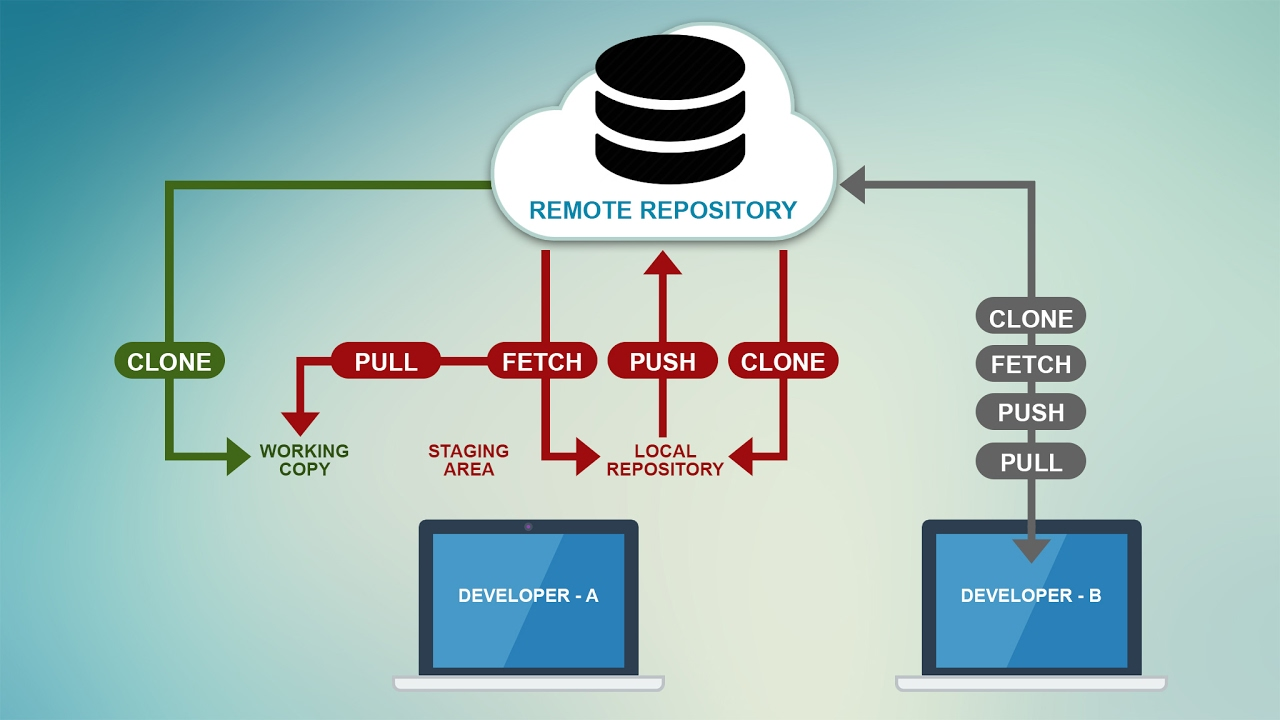 REMOTE REPOSITORY
CLONE
PULL
FETCH
PUSH
CLONE
WORKING
COPY
STAGING
AREA
LOCAL
REPOSITORY
CLONE
FETCH
PUSH
PULL
DEVELOPER - A
DEVELOPER - B